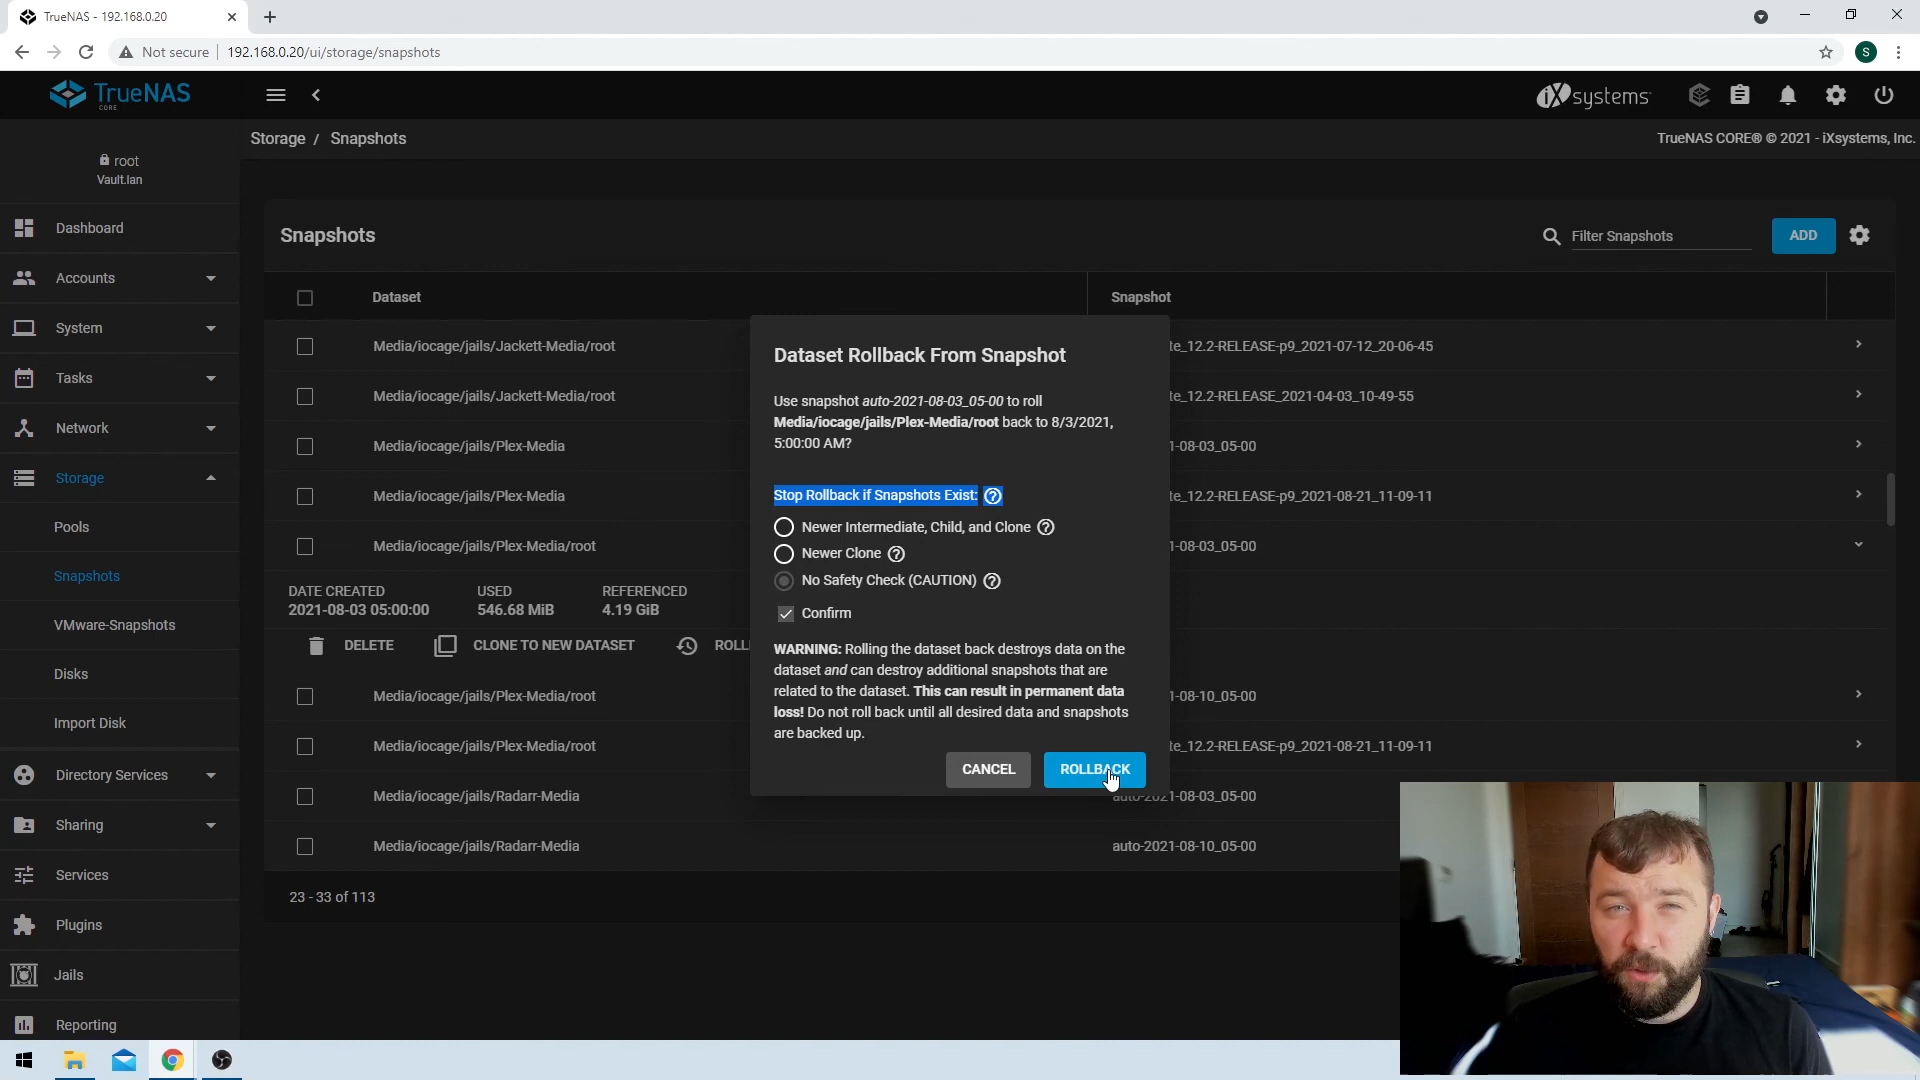 TrueNAS - 192.168.0.20
Not secure
192.168.0.20/ui/storage/snapshots
S
TrueNAS
CORE
iXsystems
Storage / Snapshots
TrueNAS CORE® © 2021 - iXsystems, Inc.
root
Vault.lan
Dashboard
Accounts
System
Tasks
Network
Storage
Pools
Snapshots
VMware-Snapshots
Disks
Import Disk
Directory Services
Sharing
Services
Plugins
Jails
Reporting
Snapshots
Filter Snapshots
ADD
Dataset
Snapshot
Media/iocage/jails/Jackett-Media/root
te_12.2-RELEASE-p9_2021-07-12_20-06-45
Media/iocage/jails/Jackett-Media/root
te_12.2-RELEASE_2021-04-03_10-49-55
Media/iocage/jails/Plex-Media
1-08-03_05-00
Media/iocage/jails/Plex-Media
te_12.2-RELEASE-p9_2021-08-21_11-09-11
Media/iocage/jails/Plex-Media/root
1-08-03_05-00
DATE CREATED
2021-08-03 05:00:00
USED
546.68 MiB
REFERENCED
4.19 GiB
DELETE
CLONE TO NEW DATASET
ROLL
Media/iocage/jails/Plex-Media/root
1-08-10_05-00
Media/iocage/jails/Plex-Media/root
te_12.2-RELEASE-p9_2021-08-21_11-09-11
Media/iocage/jails/Radarr-Media
auto-2021-08-03_05-00
Media/iocage/jails/Radarr-Media
auto-2021-08-10_05-00
23 - 33 of 113
Dataset Rollback From Snapshot
Use snapshot auto-2021-08-03_05-00 to roll
Media/iocage/jails/Plex-Media/root back to 8/3/2021,
5:00:00 AM?
Stop Rollback if Snapshots Exist:
Newer Intermediate, Child, and Clone
Newer Clone
No Safety Check (CAUTION)
Confirm
WARNING: Rolling the dataset back destroys data on the
dataset and can destroy additional snapshots that are
related to the dataset. This can result in permanent data
loss! Do not roll back until all desired data and snapshots
are backed up.
CANCEL
ROLLBACK